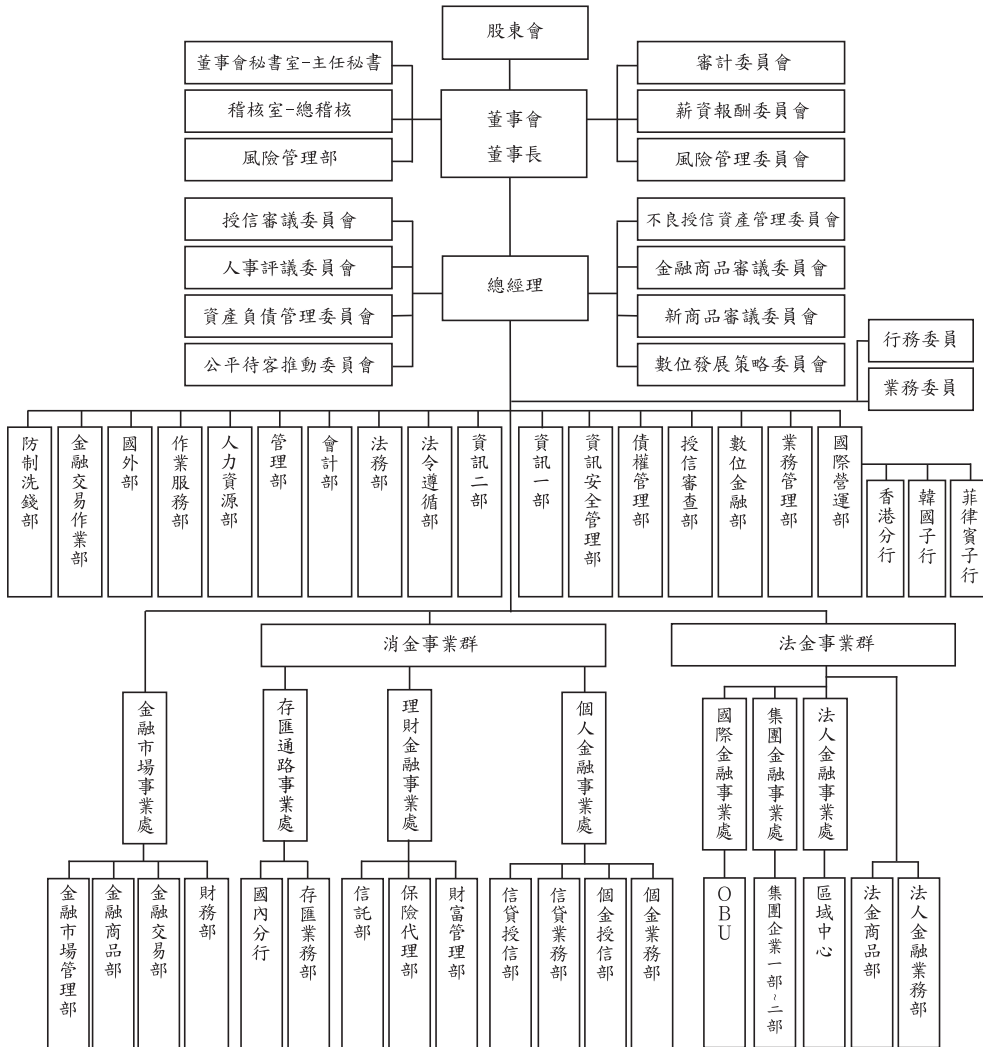 股東會
董事會秘書室-主任秘書
稽核室-總稽核
風險管理部
董事會
董事長
審計委員會
薪資報酬委員會
風險管理委員會
授信審議委員會
人事評議委員會
資產負債管理委員會
公平待客推動委員會
總經理
不良授信資產管理委員會
金融商品審議委員會
新商品審議委員會
數位發展策略委員會
行務委員
業務委員
防制洗錢部
金融交易作業部
國外部
作業服務部
人力資源部
管理部
會計部
法務部
法令遵循部
資訊二部
資訊一部
資訊安全管理部
債權管理部
授信審查部
數位金融部
業務管理部
國際營運部
香港分行
韓國子行
菲律賓子行
消金事業群
法金事業群
金融市場事業處
存匯通路事業處
理財金融事業處
個人金融事業處
國際金融事業處
集團金融事業處
法人金融事業處
金融市場管理部
金融商品部
金融交易部
財務部
國內分行
存匯業務部
信託部
保險代理部
財富管理部
信貸授信部
信貸業務部
個金授信部
個金業務部
OBU
集團企業一部~二部
區域中心
法金商品部
法人金融業務部